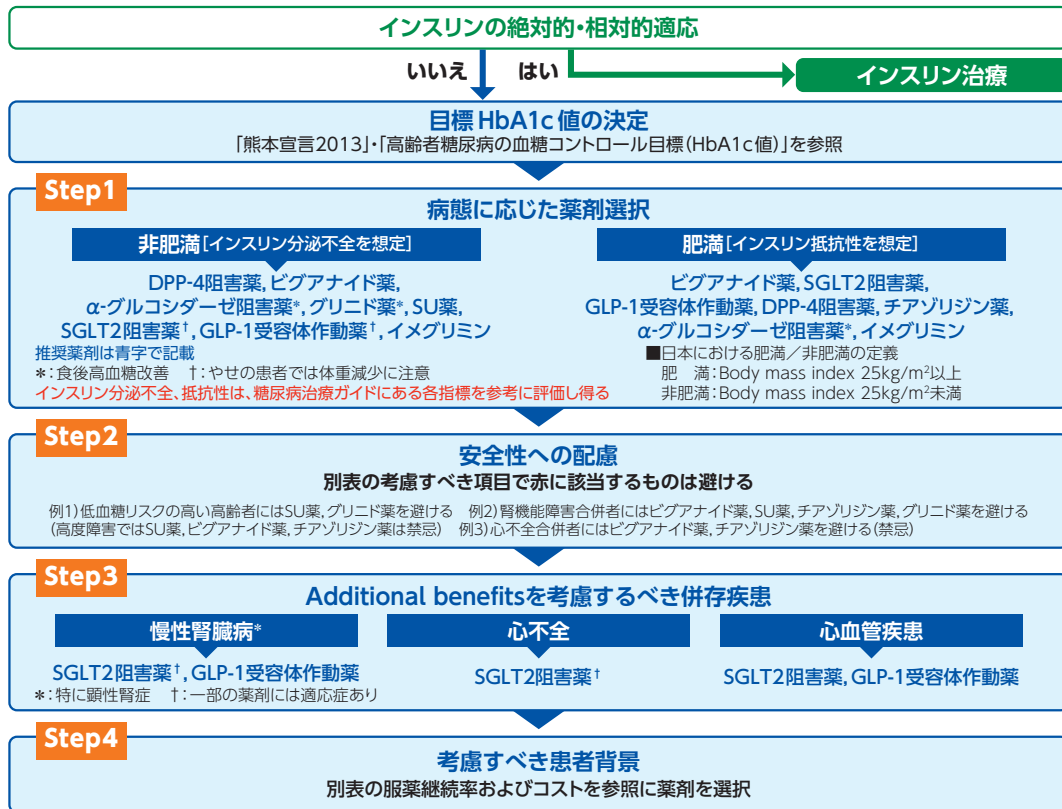 インスリンの絶対的・相対的適応
いいえ はい
インスリン治療
目標HbA1c値の決定
「熊本宣言2013」・「高齢者糖尿病の血糖コントロール目標(HbA1c値)」を参照
Step1
病態に応じた薬剤選択
非肥満[インスリン分泌不全を想定]
DPP-4阻害薬,ビグアナイド薬,
α-グルコシダーゼ阻害薬*,グリニド薬*,SU薬,
SGLT2阻害薬†,GLP-1受容体作動薬†,イメグリミン
推奨薬剤は青字で記載
*:食後高血糖改善 †:やせの患者では体重減少に注意
インスリン分泌不全、抵抗性は、糖尿病治療ガイドにある各指標を参考に評価し得る
肥満[インスリン抵抗性を想定]
ビグアナイド薬,SGLT2阻害薬,
GLP-1受容体作動薬,DPP-4阻害薬,チアゾリジン薬,
α-グルコシダーゼ阻害薬*,イメグリミン
■日本における肥満/非肥満の定義
肥 満:Body mass index 25kg/m²以上
非肥満:Body mass index 25kg/m²未満
Step2
安全性への配慮
別表の考慮すべき項目で赤に該当するものは避ける
例1)低血糖リスクの高い高齢者にはSU薬,グリニド薬を避ける 例2)腎機能障害合併者にはビグアナイド薬,SU薬,チアゾリジン薬,グリニド薬を避ける
(高度障害ではSU薬,ビグアナイド薬,チアゾリジン薬は禁忌) 例3)心不全合併者にはビグアナイド薬,チアゾリジン薬を避ける(禁忌)
Step3
Additional benefitsを考慮するべき併存疾患
慢性腎臓病*
SGLT2阻害薬†,GLP-1受容体作動薬
*:特に顕性腎症 †:一部の薬剤には適応症あり
心不全
SGLT2阻害薬†
心血管疾患
SGLT2阻害薬,GLP-1受容体作動薬
Step4
考慮すべき患者背景
別表の服薬継続率およびコストを参照に薬剤を選択